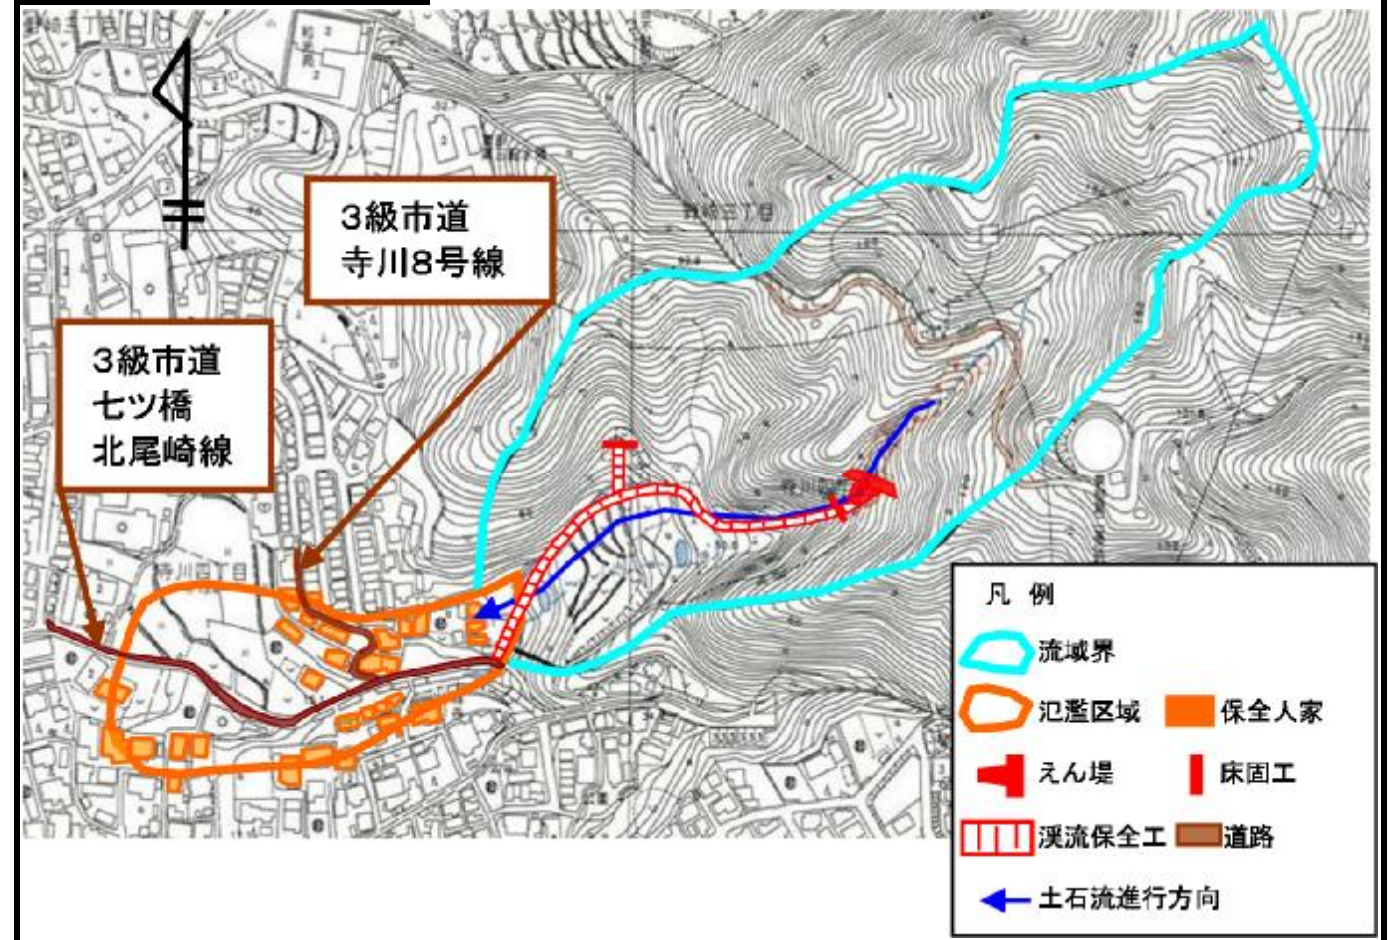 3級市道
寺川8号線
3級市道
七ツ橋
北尾崎線
寺川四丁目
凡 例
流域界
氾濫区域
保全人家
えん堤
床固工
渓流保全工
道路
土石流進行方向